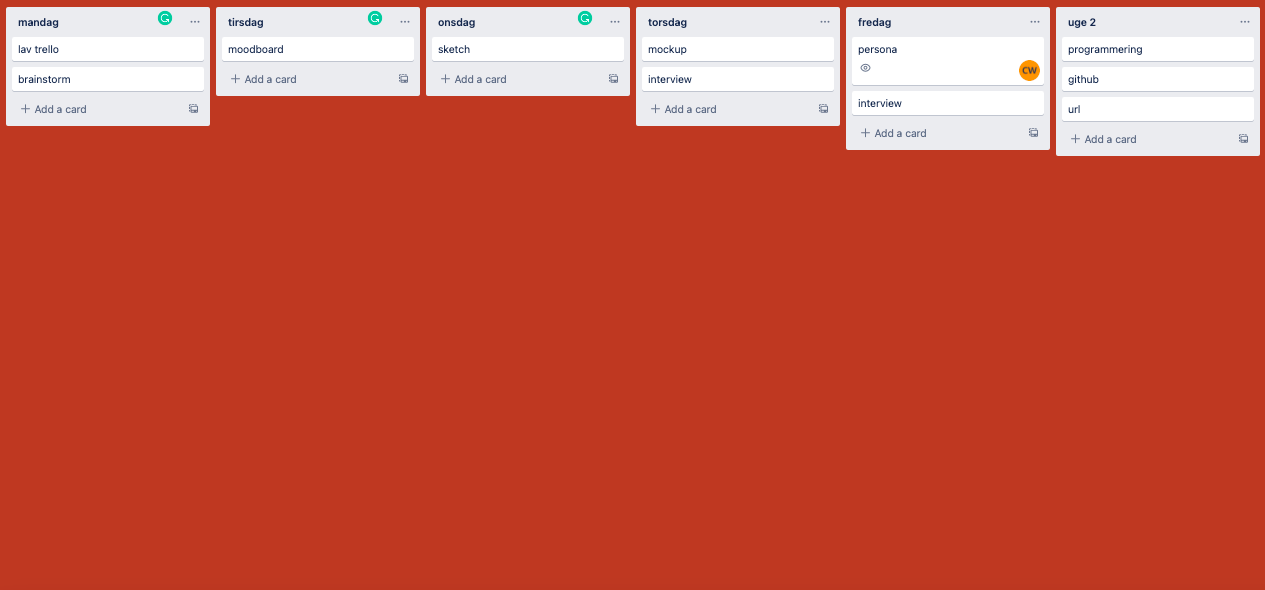 mandag
lav trello
brainstorm
+ Add a card
tirsdag
moodboard
+ Add a card
onsdag
sketch
+ Add a card
torsdag
mockup
interview
+ Add a card
fredag
persona
CW
interview
+ Add a card
uge 2
programmering
github
url
+ Add a card